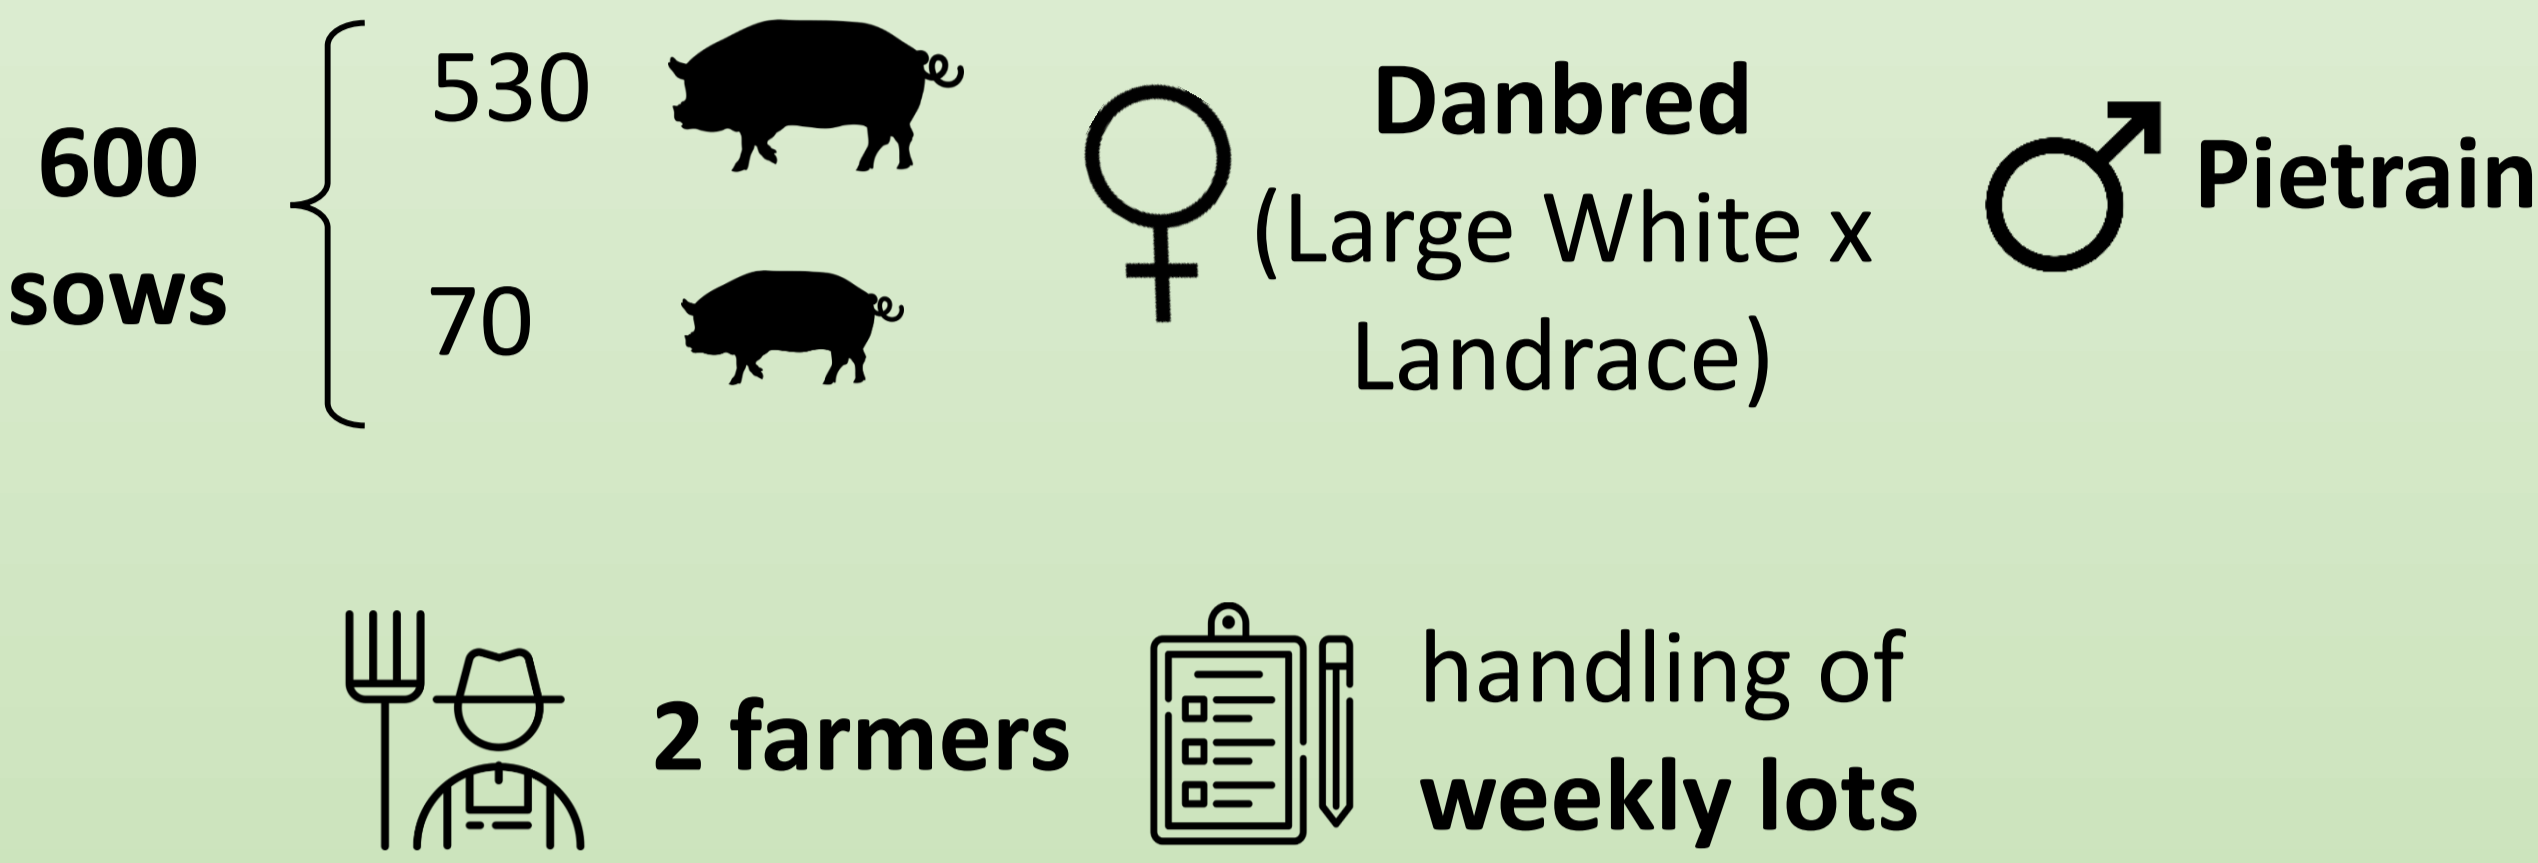 600
sows
530
70
Danbred
(Large White x
Landrace)
Pietrain
2 farmers
handling of
weekly lots